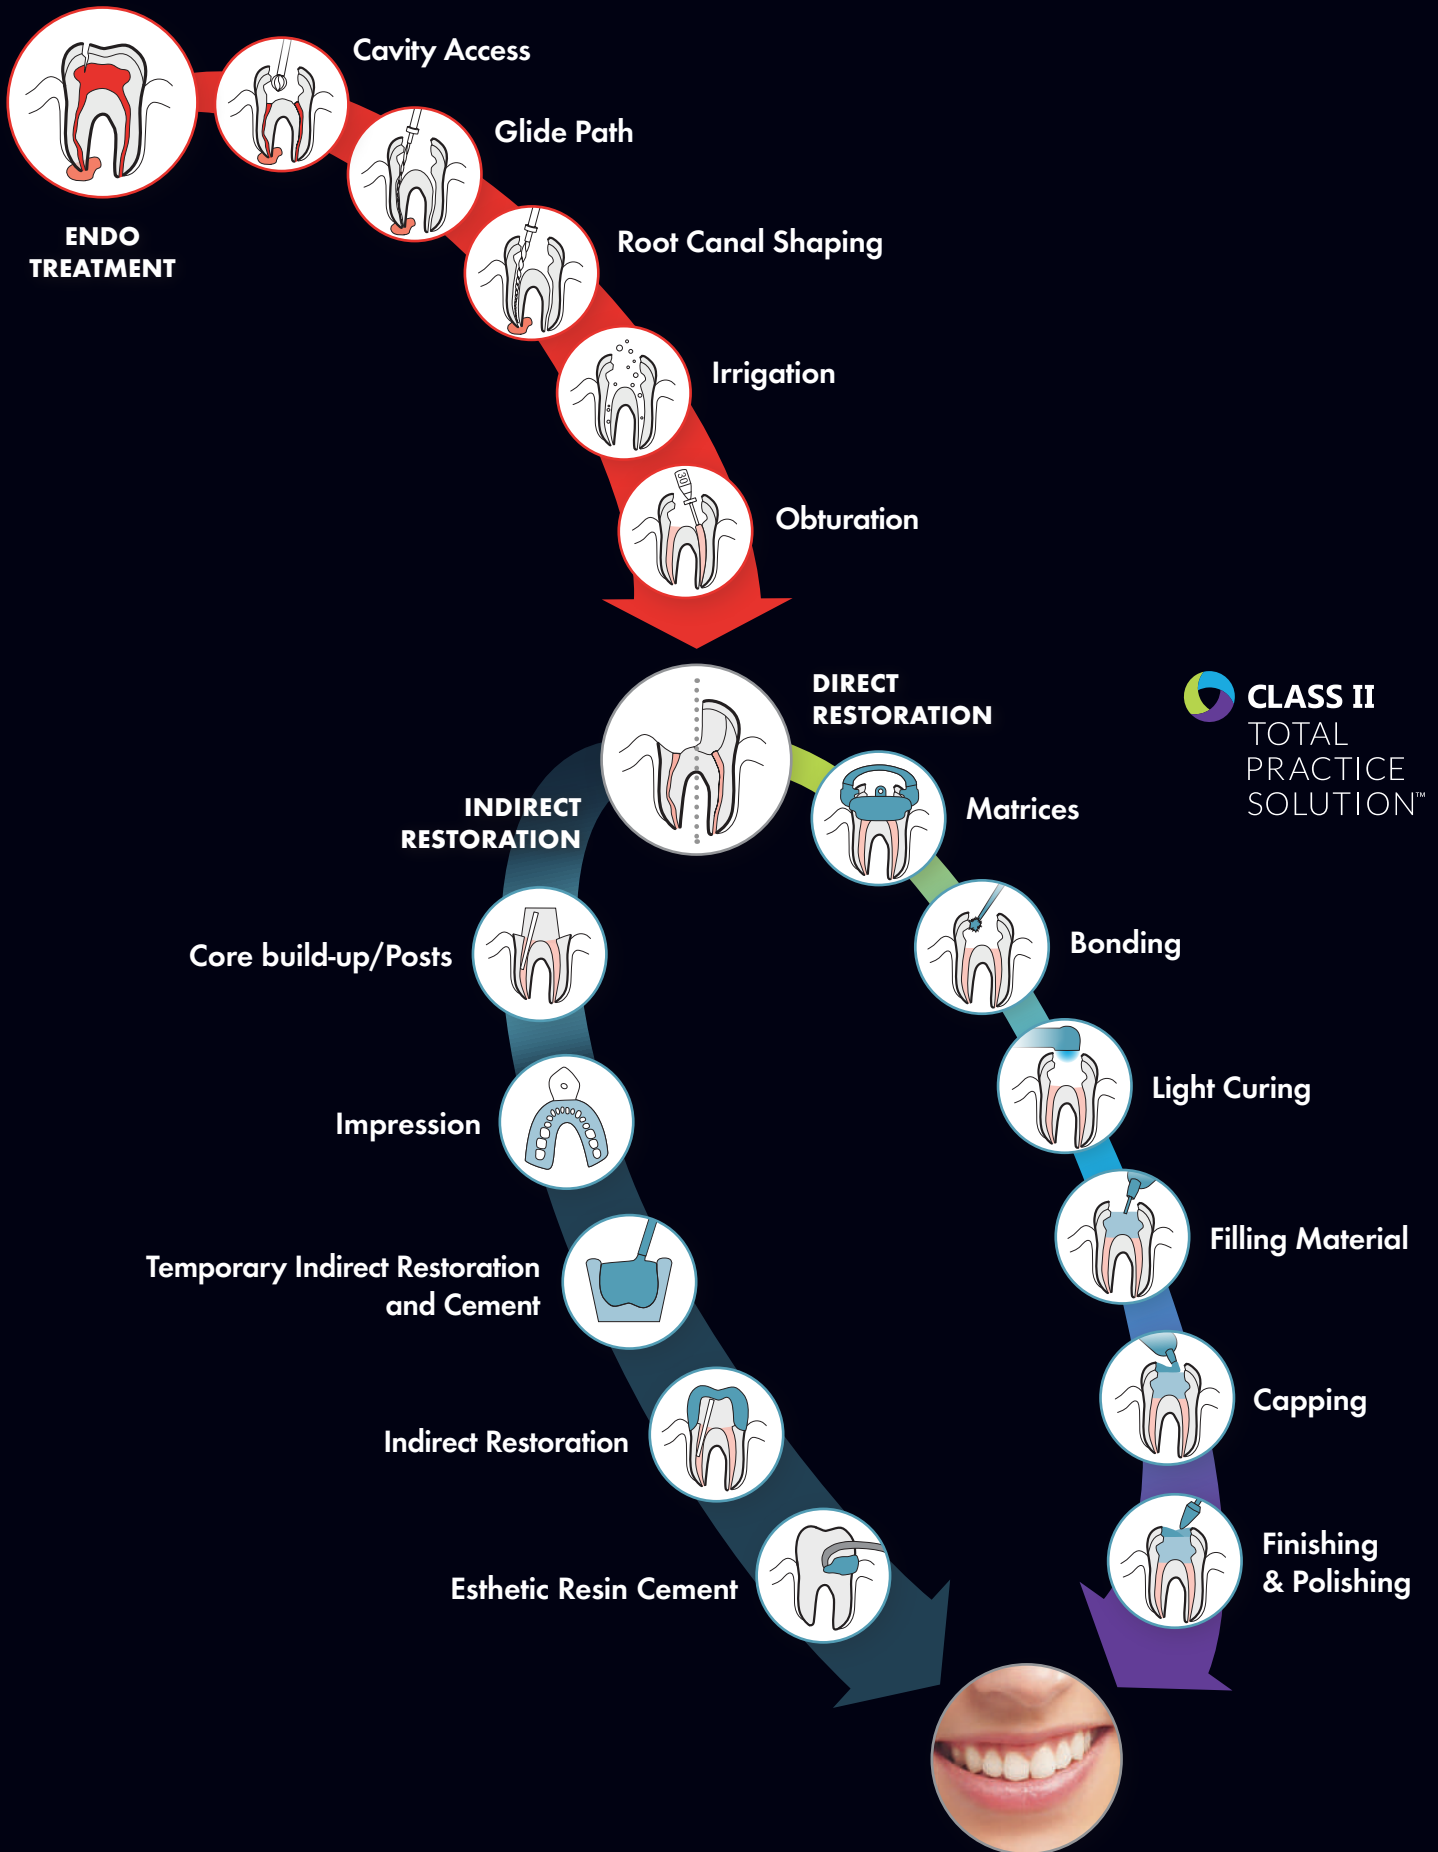 Cavity Access
Glide Path
ENDO
TREATMENT
Root Canal Shaping
Irrigation
30
Obturation
DIRECT
RESTORATION
CLASS II
TOTAL
PRACTICE
SOLUTION™
INDIRECT
RESTORATION
Matrices
Core build-up/Posts
Bonding
Impression
Light Curing
Temporary Indirect Restoration
and Cement
Filling Material
Indirect Restoration
Capping
Esthetic Resin Cement
Finishing
& Polishing